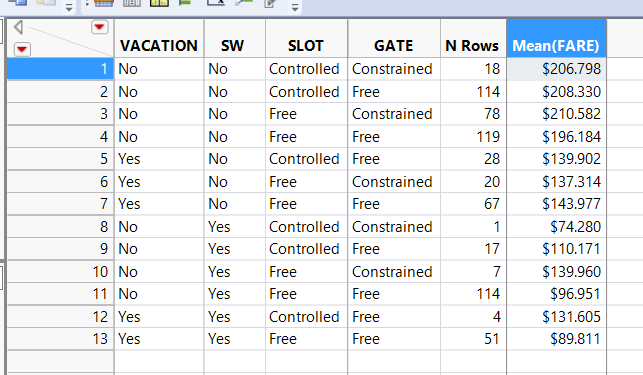 VACATION SW SLOT GATE N Rows Mean(FARE)
1 No No Controlled Constrained 18 $206.798
2 No No Controlled Free 114 $208.330
3 No No Free Constrained 78 $210.582
4 No No Free Free 119 $196.184
5 Yes No Controlled Free 28 $139.902
6 Yes No Free Constrained 20 $137.314
7 Yes No Free Free 67 $143.977
8 No Yes Controlled Constrained 1 $74.280
9 No Yes Controlled Free 17 $110.171
10 No Yes Free Constrained 7 $139.960
11 No Yes Free Free 114 $96.951
12 Yes Yes Controlled Free 4 $131.605
13 Yes Yes Free Free 51 $89.811